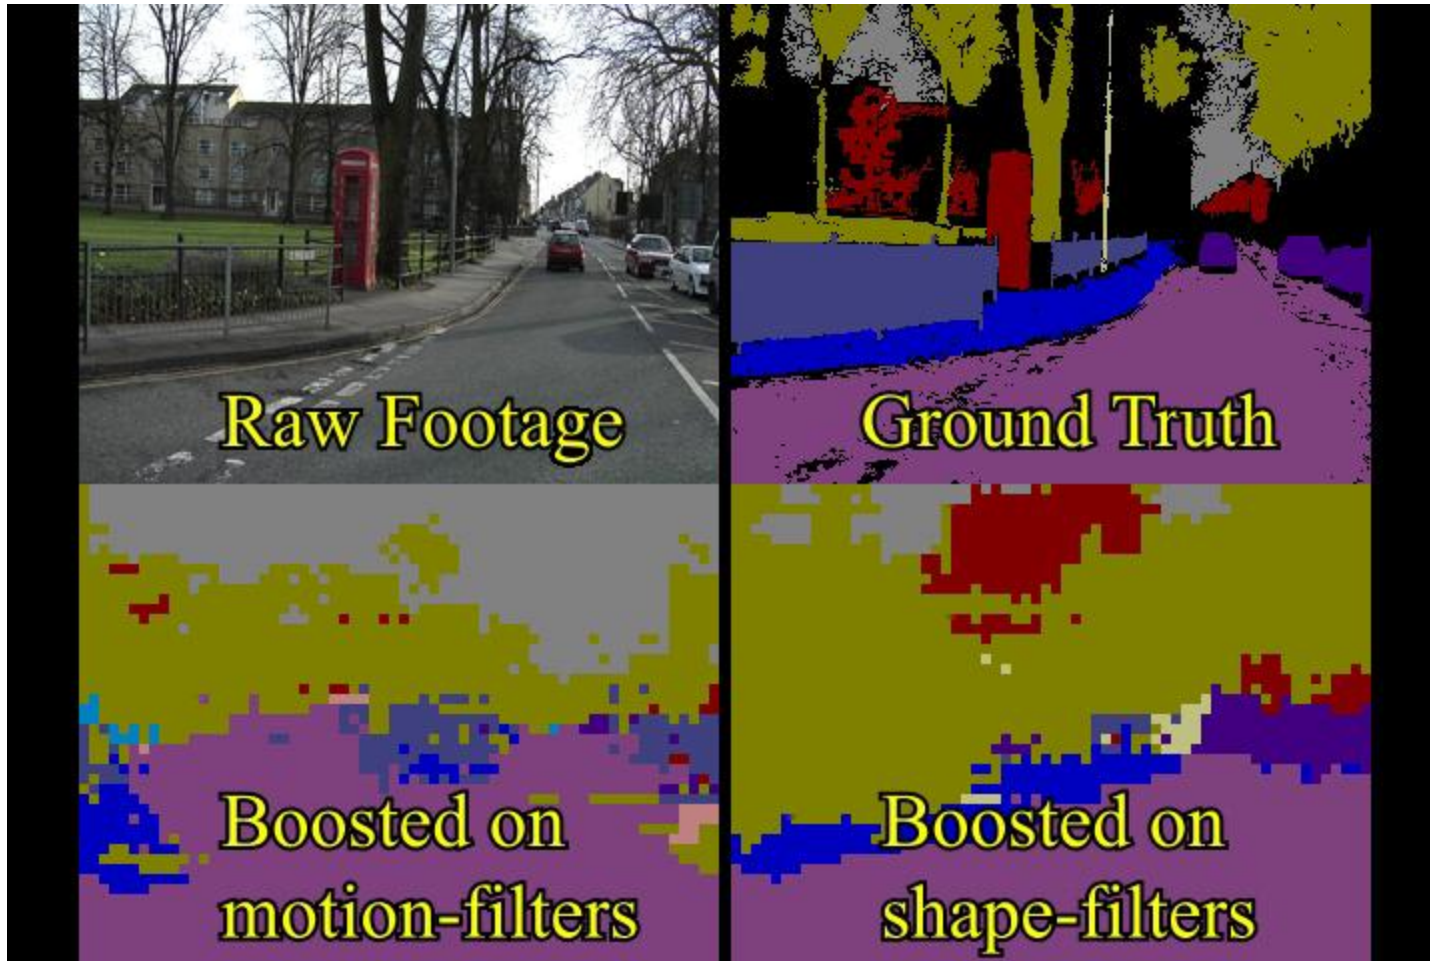 Raw Footage
Ground Truth
Boosted on
motion-filters
Boosted on
shape-filters